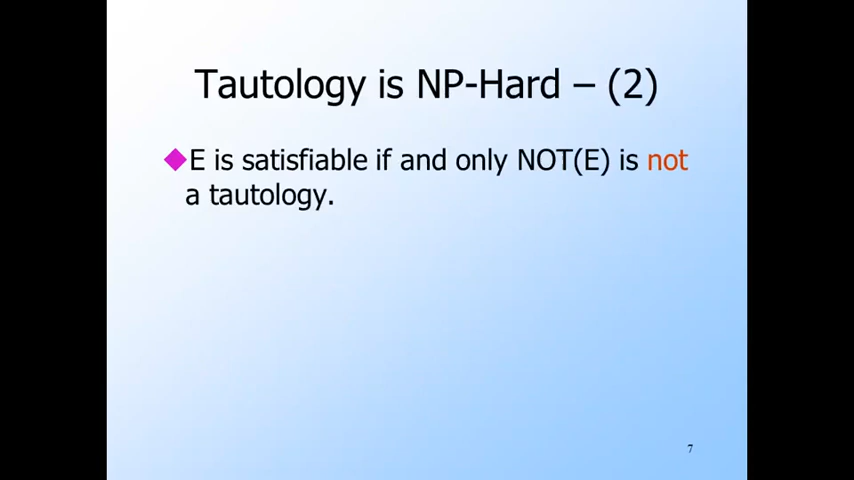 Tautology is NP-Hard – (2)
E is satisfiable if and only NOT(E) is not
a tautology.
7